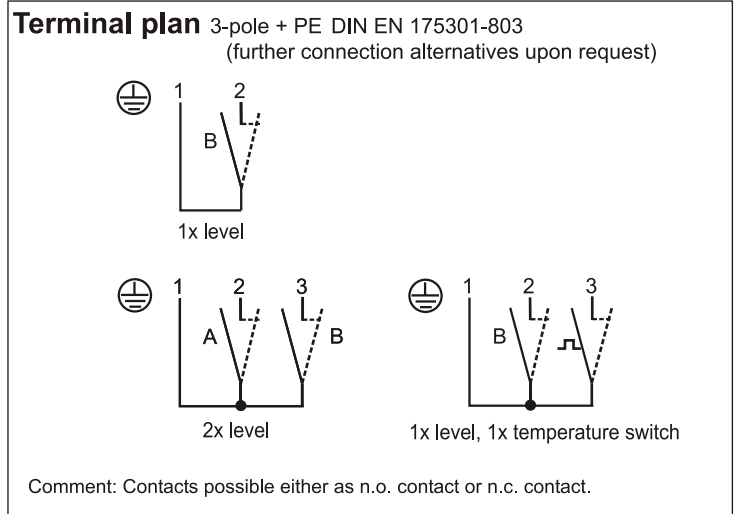 Terminal plan 3-pole + PE DIN EN 175301-803
(further connection alternatives upon request)
1 2
B
1x level
1 2 3
A B
2x level
1 2 3
B
1x level, 1x temperature switch
Comment: Contacts possible either as n.o. contact or n.c. contact.